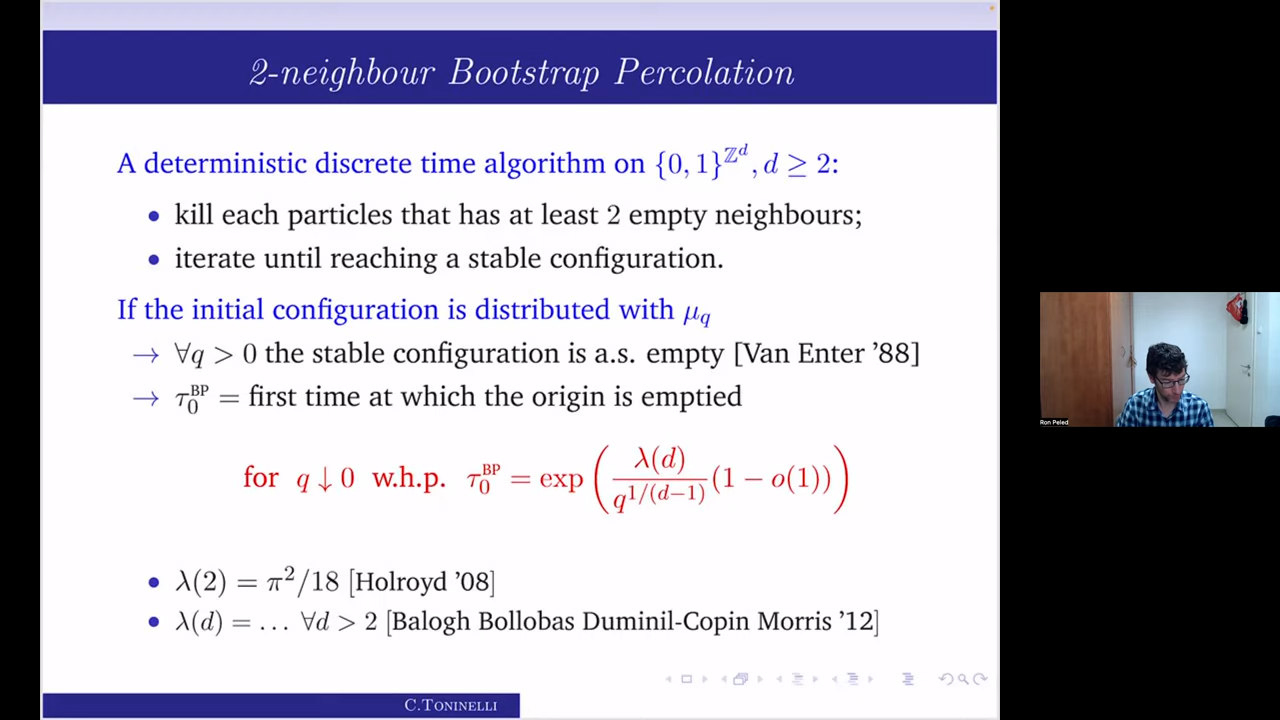 2-neighbour Bootstrap Percolation
A deterministic discrete time algorithm on {0, 1}^{ℤ^d}, d ≥ 2:
• kill each particles that has at least 2 empty neighbours;
• iterate until reaching a stable configuration.
If the initial configuration is distributed with μ_q
→ ∀q > 0 the stable configuration is a.s. empty [Van Enter '88]
→ τ_0^{BP} = first time at which the origin is emptied
for q ↓ 0 w.h.p. τ_0^{BP} = exp ( λ(d) / q^{1/(d−1)} (1 − o(1)) )
• λ(2) = π²/18 [Holroyd '08]
• λ(d) = … ∀d > 2 [Balogh Bollobas Duminil-Copin Morris '12]
C.Toninelli
Ron Peled